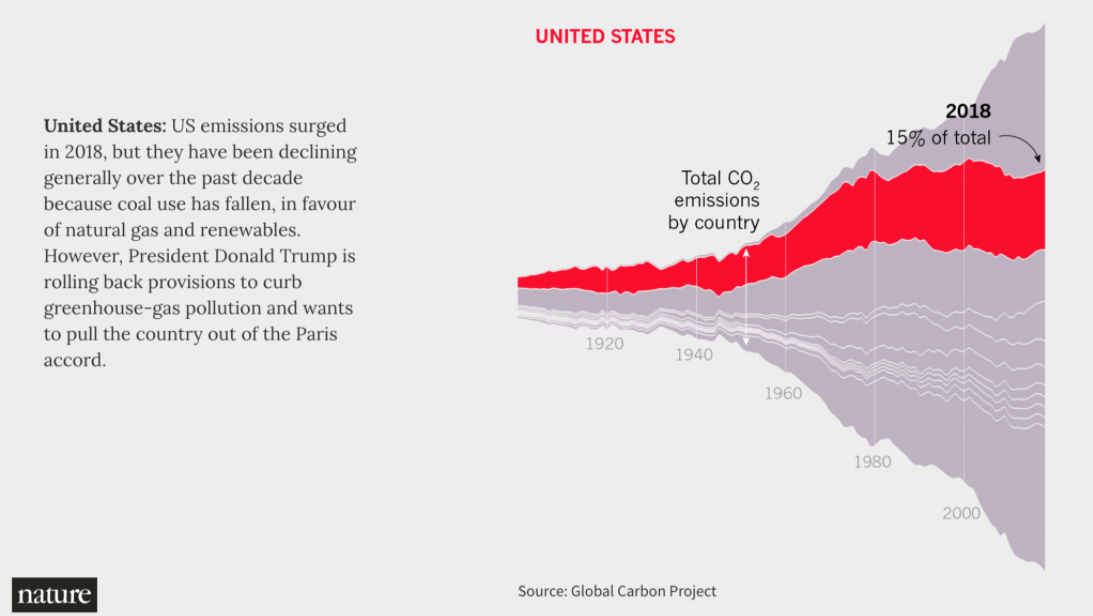 UNITED STATES
United States: US emissions surged
in 2018, but they have been declining
generally over the past decade
because coal use has fallen, in favour
of natural gas and renewables.
However, President Donald Trump is
rolling back provisions to curb
greenhouse-gas pollution and wants
to pull the country out of the Paris
accord.
2018
15% of total
Total CO₂
emissions
by country
1920
1940
1960
1980
2000
Source: Global Carbon Project
nature